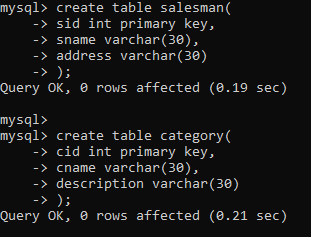 mysql> create table salesman(
    -> sid int primary key,
    -> sname varchar(30),
    -> address varchar(30)
    -> );
Query OK, 0 rows affected (0.19 sec)

mysql>
mysql> create table category(
    -> cid int primary key,
    -> cname varchar(30),
    -> description varchar(30)
    -> );
Query OK, 0 rows affected (0.21 sec)